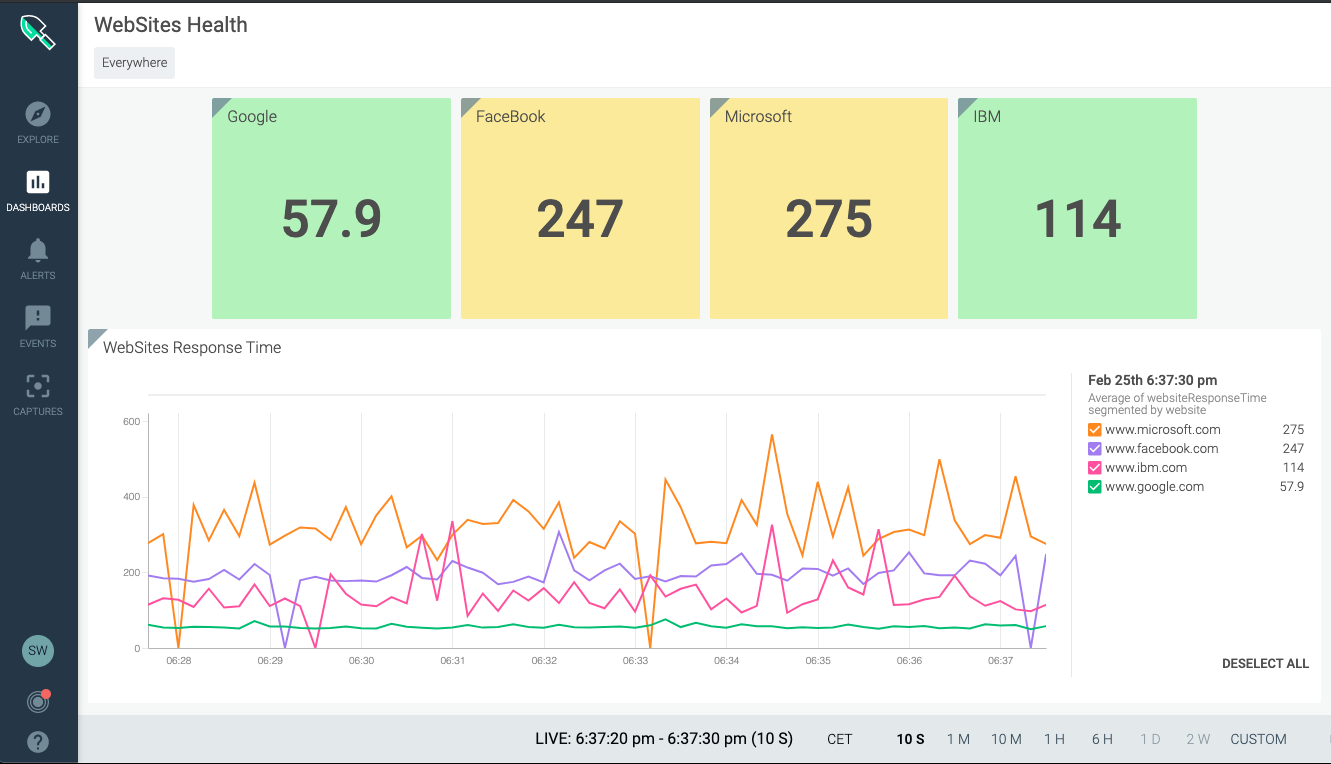 WebSites Health
Everywhere
EXPLORE
DASHBOARDS
ALERTS
EVENTS
CAPTURES
SW
Google
57.9
FaceBook
247
Microsoft
275
IBM
114
WebSites Response Time
600
400
200
0
06:28 06:29 06:30 06:31 06:32 06:33 06:34 06:35 06:36 06:37
Feb 25th 6:37:30 pm
Average of websiteResponseTime
segmented by website
www.microsoft.com 275
www.facebook.com 247
www.ibm.com 114
www.google.com 57.9
DESELECT ALL
LIVE: 6:37:20 pm - 6:37:30 pm (10 S) CET 10 S 1 M 10 M 1 H 6 H 1 D 2 W CUSTOM